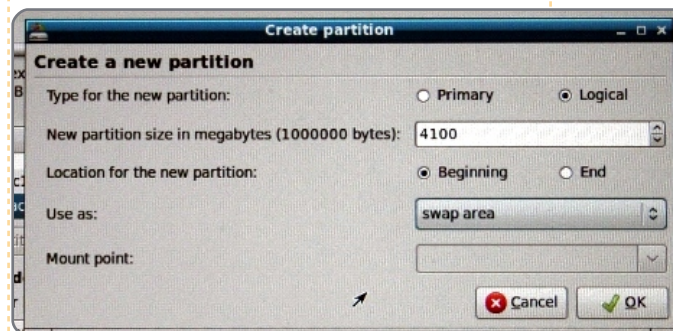 Create partition
Create a new partition
Type for the new partition:
Primary
Logical
New partition size in megabytes (1000000 bytes):
4100
Location for the new partition:
Beginning
End
Use as:
swap area
Mount point:
Cancel
OK